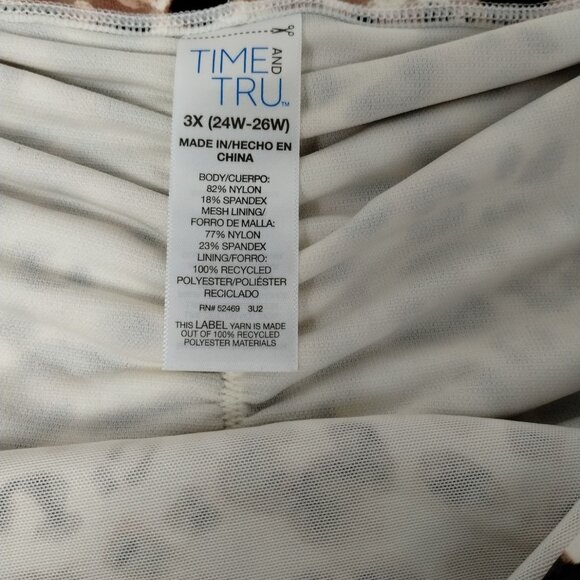 TIME AND
TRU™
3X (24W-26W)
MADE IN/HECHO EN
CHINA
BODY/CUERPO:
82% NYLON
18% SPANDEX
MESH LINING/
FORRO DE MALLA:
77% NYLON
23% SPANDEX
LINING/FORRO:
100% RECYCLED
POLYESTER/POLIÉSTER
RECICLADO
RN# 52469 3U2
THIS LABEL YARN IS MADE
OUT OF 100% RECYCLED
POLYESTER MATERIALS